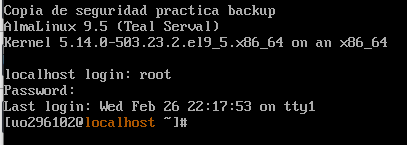 Copia de seguridad practica backup
AlmaLinux 9.5 (Teal Serval)
Kernel 5.14.0-503.23.2.el9_5.x86_64 on an x86_64

localhost login: root
Password:
Last login: Wed Feb 26 22:17:53 on tty1
[uo296102@localhost ~]#